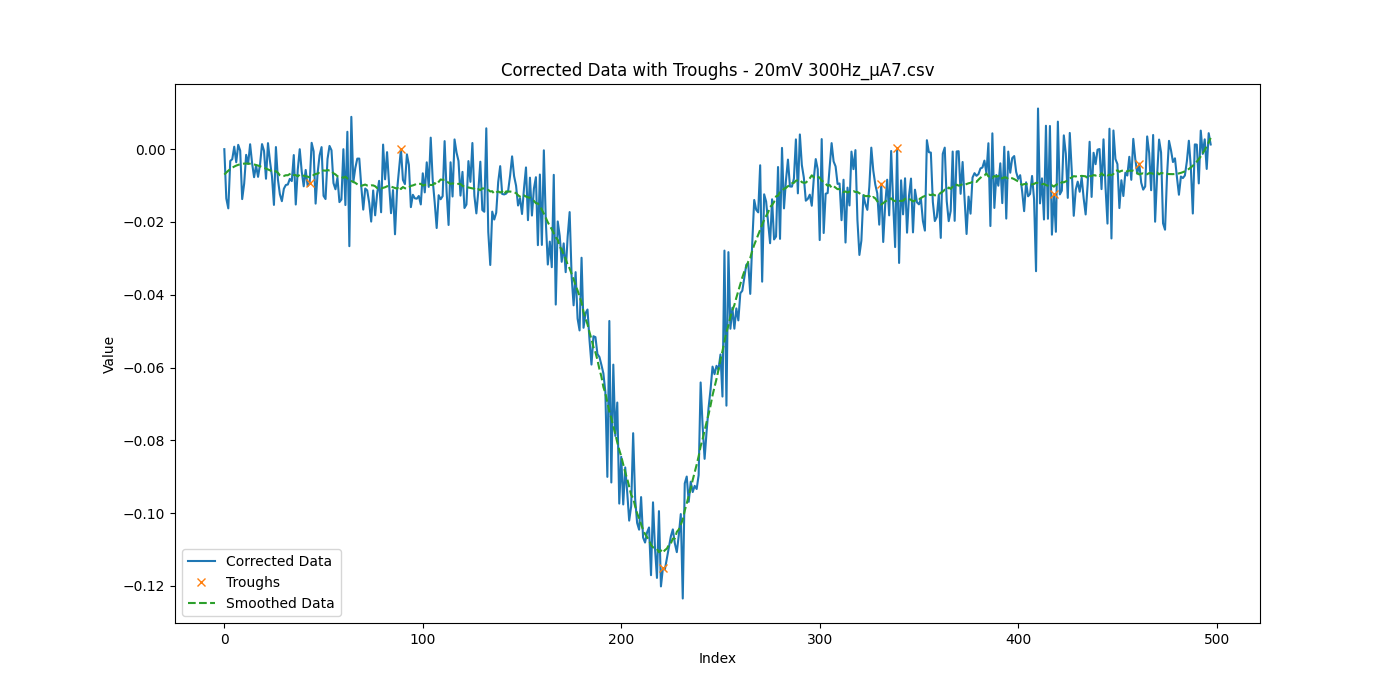 Corrected Data with Troughs - 20mV 300Hz_μA7.csv
0.00
−0.02
−0.04
−0.06
−0.08
−0.10
−0.12
Value
Corrected Data
Troughs
Smoothed Data
0 100 200 300 400 500
Index